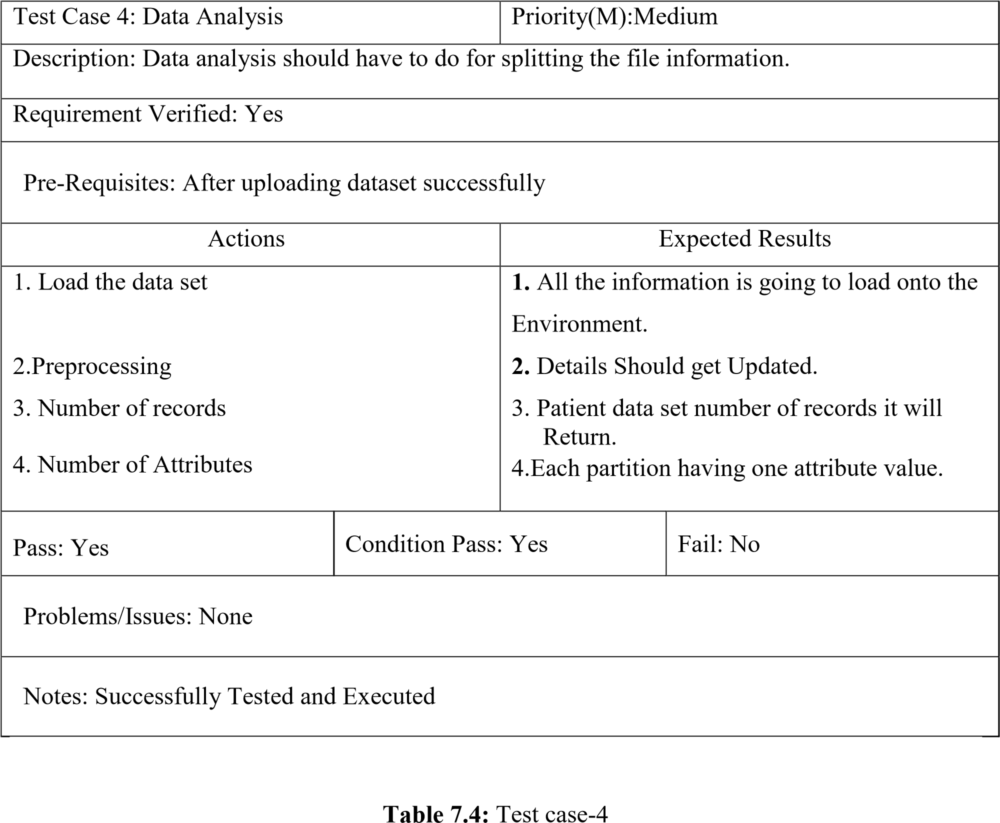 Test Case 4: Data Analysis
Priority(M):Medium
Description: Data analysis should have to do for splitting the file information.
Requirement Verified: Yes
Pre-Requisites: After uploading dataset successfully
Actions
Expected Results
1. Load the data set
2.Preprocessing
3. Number of records
4. Number of Attributes
1. All the information is going to load onto the
Environment.
2. Details Should get Updated.
3. Patient data set number of records it will
Return.
4.Each partition having one attribute value.
Pass: Yes
Condition Pass: Yes
Fail: No
Problems/Issues: None
Notes: Successfully Tested and Executed
Table 7.4: Test case-4